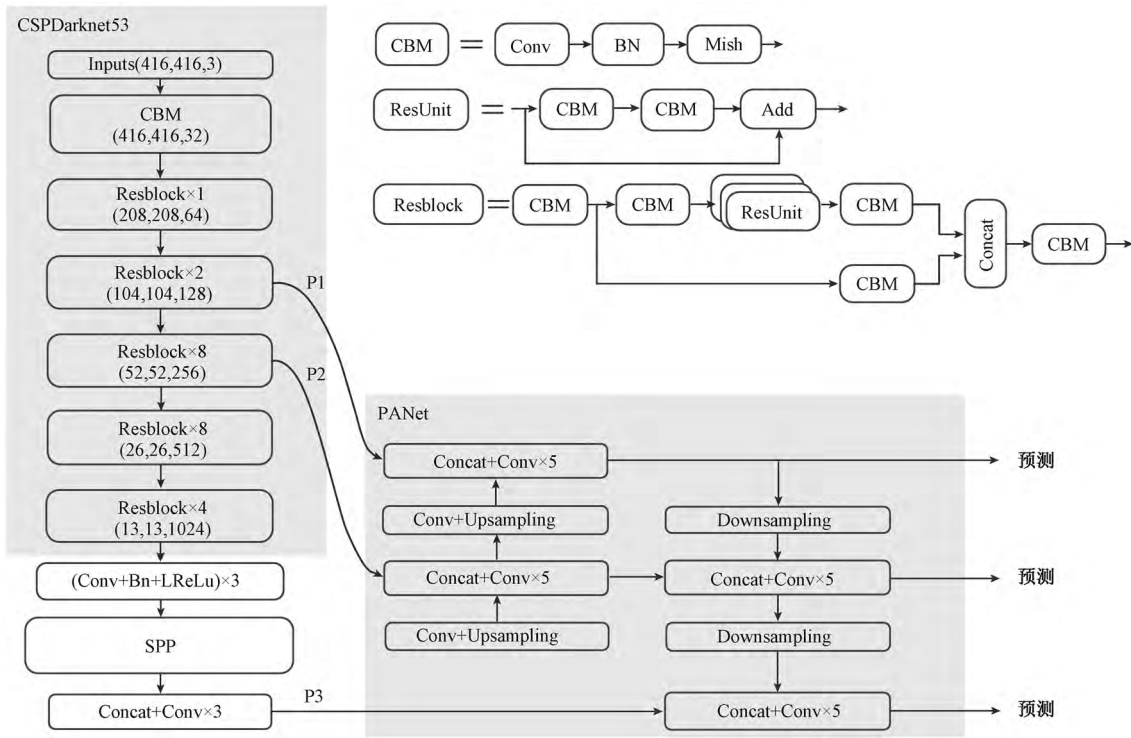 CSPDarknet53
Inputs(416,416,3)
CBM
(416,416,32)
Resblock×1
(208,208,64)
Resblock×2
(104,104,128)
Resblock×8
(52,52,256)
Resblock×8
(26,26,512)
Resblock×4
(13,13,1024)
(Conv+Bn+LReLu)×3
SPP
Concat+Conv×3
P1
P2
P3
CBM = Conv BN Mish
ResUnit = CBM CBM Add
Resblock = CBM CBM ResUnit CBM
CBM
Concat
CBM
PANet
Concat+Conv×5
Conv+Upsampling
Concat+Conv×5
Conv+Upsampling
Downsampling
Concat+Conv×5
Downsampling
Concat+Conv×5
预测
预测
预测